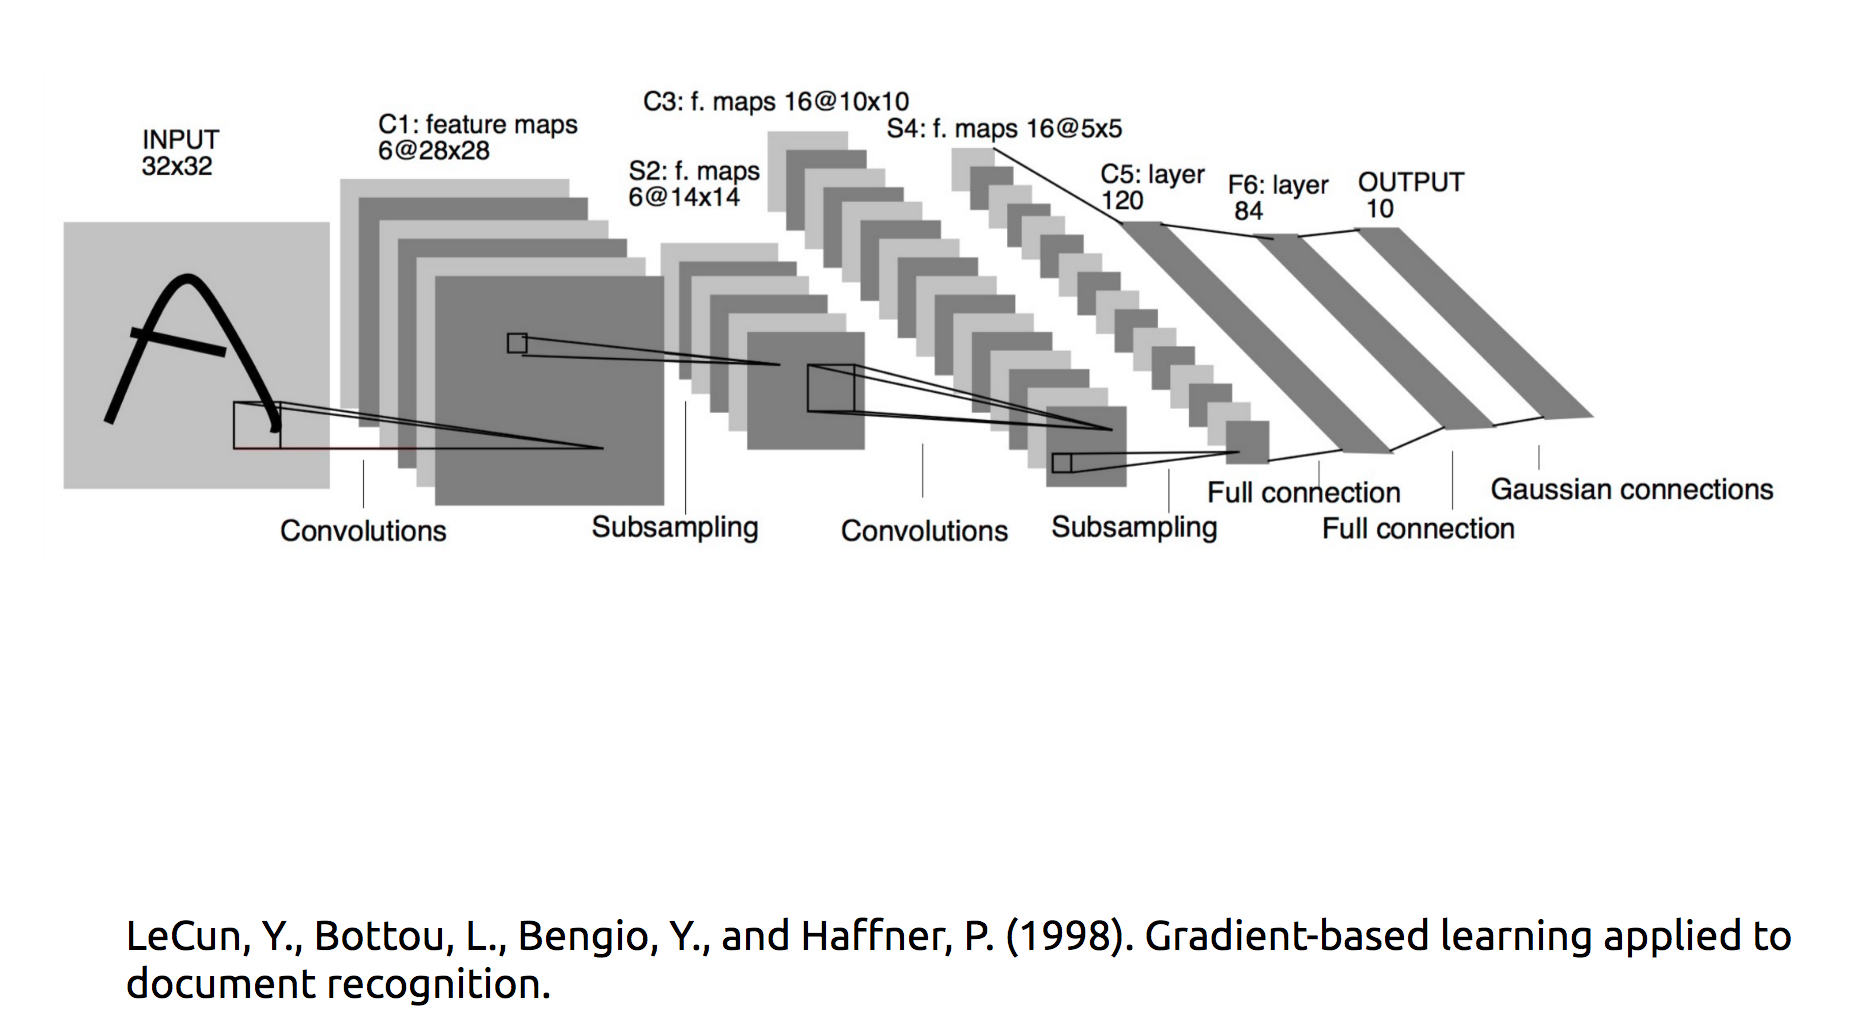 INPUT
32x32
C1: feature maps
6@28x28
S2: f. maps
6@14x14
C3: f. maps 16@10x10
S4: f. maps 16@5x5
C5: layer
120
F6: layer
84
OUTPUT
10
Convolutions
Subsampling
Convolutions
Subsampling
Full connection
Full connection
Gaussian connections
LeCun, Y., Bottou, L., Bengio, Y., and Haffner, P. (1998). Gradient-based learning applied to
document recognition.